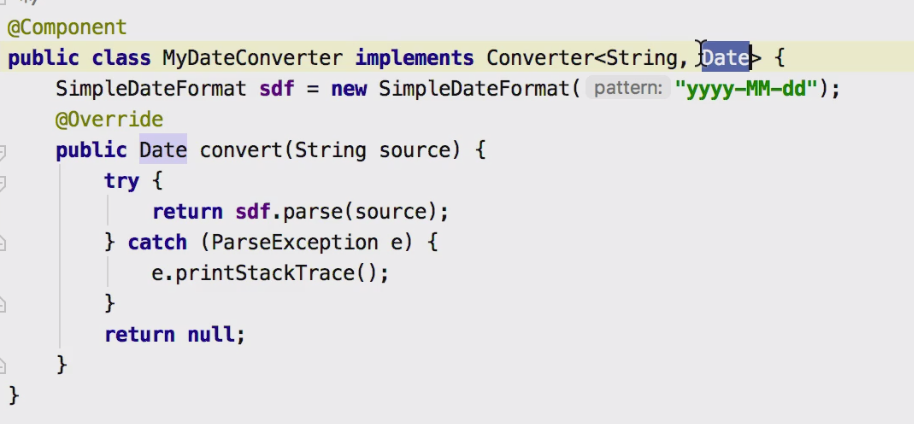 @Component
public class MyDateConverter implements Converter<String, Date> {
SimpleDateFormat sdf = new SimpleDateFormat( pattern: "yyyy-MM-dd");
@Override
public Date convert(String source) {
try {
return sdf.parse(source);
} catch (ParseException e) {
e.printStackTrace();
}
return null;
}
}